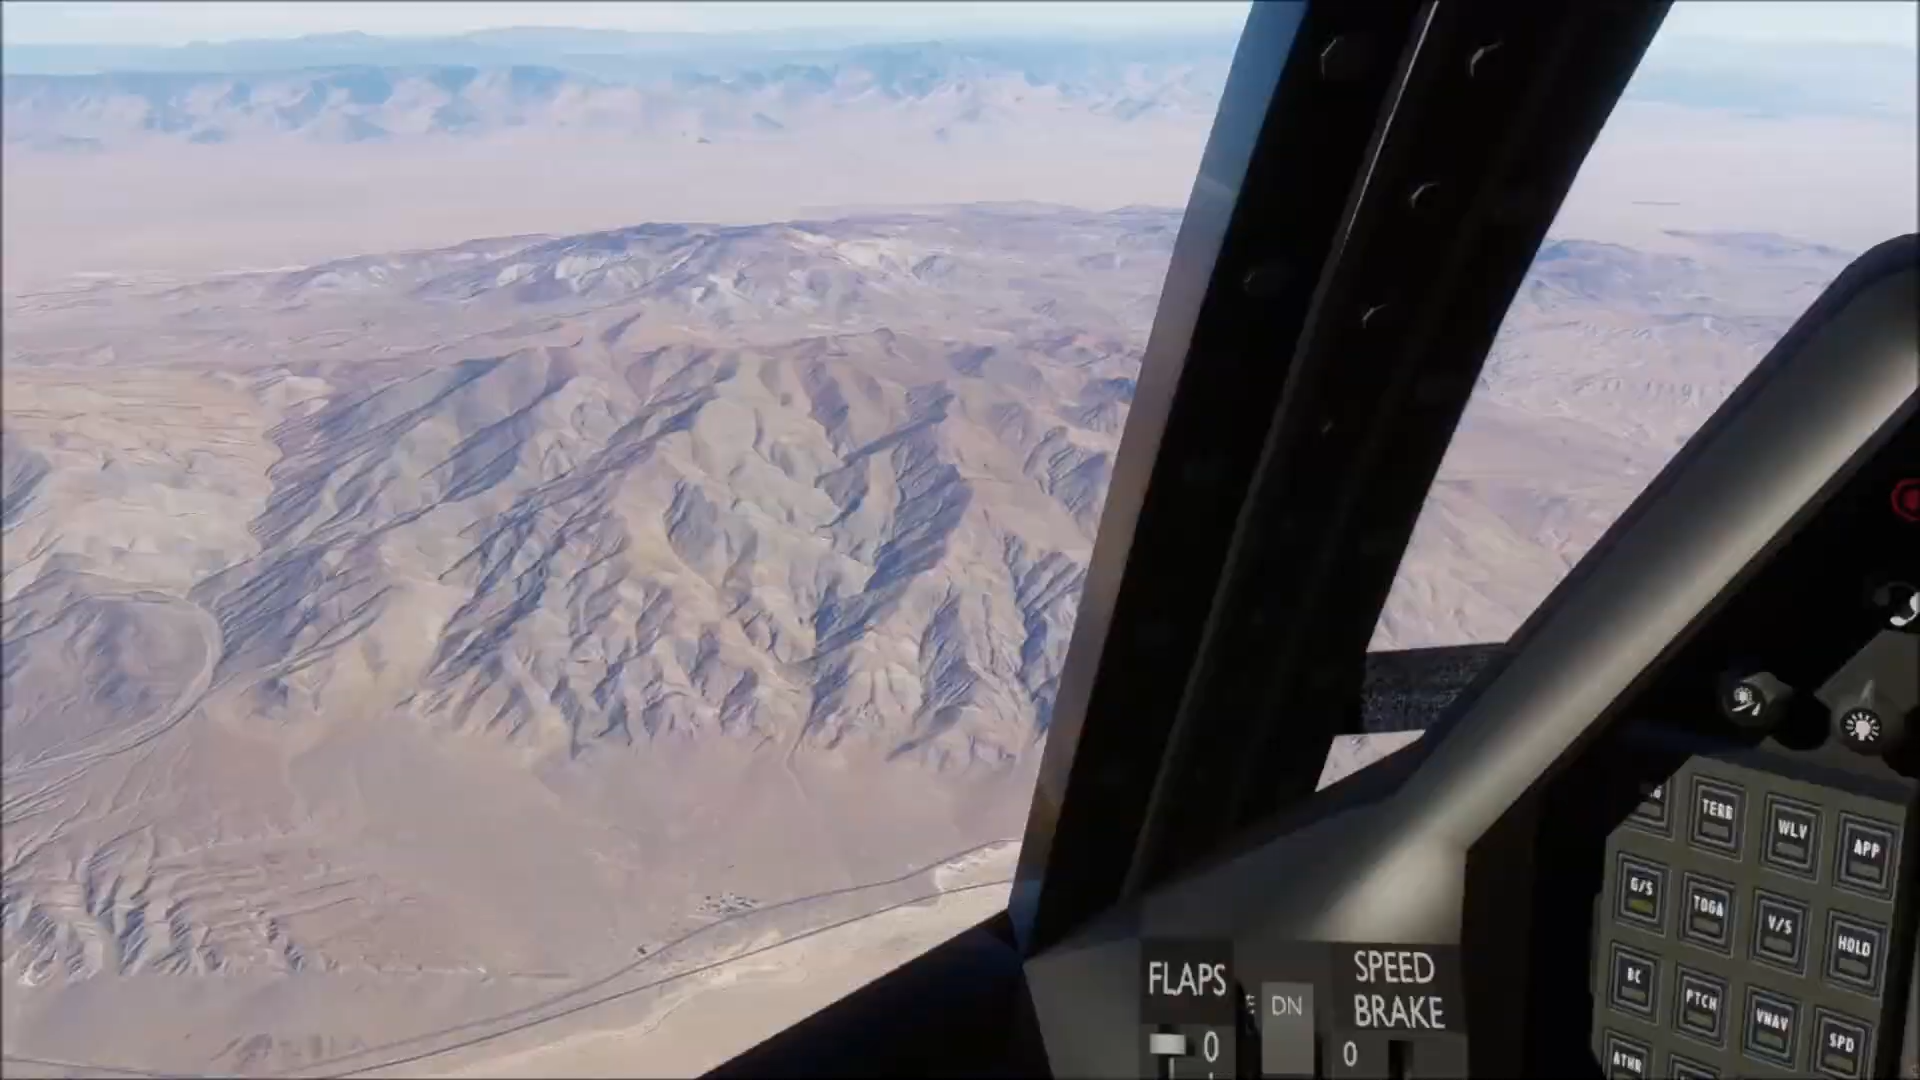 TERR
WLV
APP
G/S
TOGA
V/S
HOLD
BC
PTCH
VNAV
SPD
ATHR
FLAPS
0
DN
SPEED
BRAKE
0